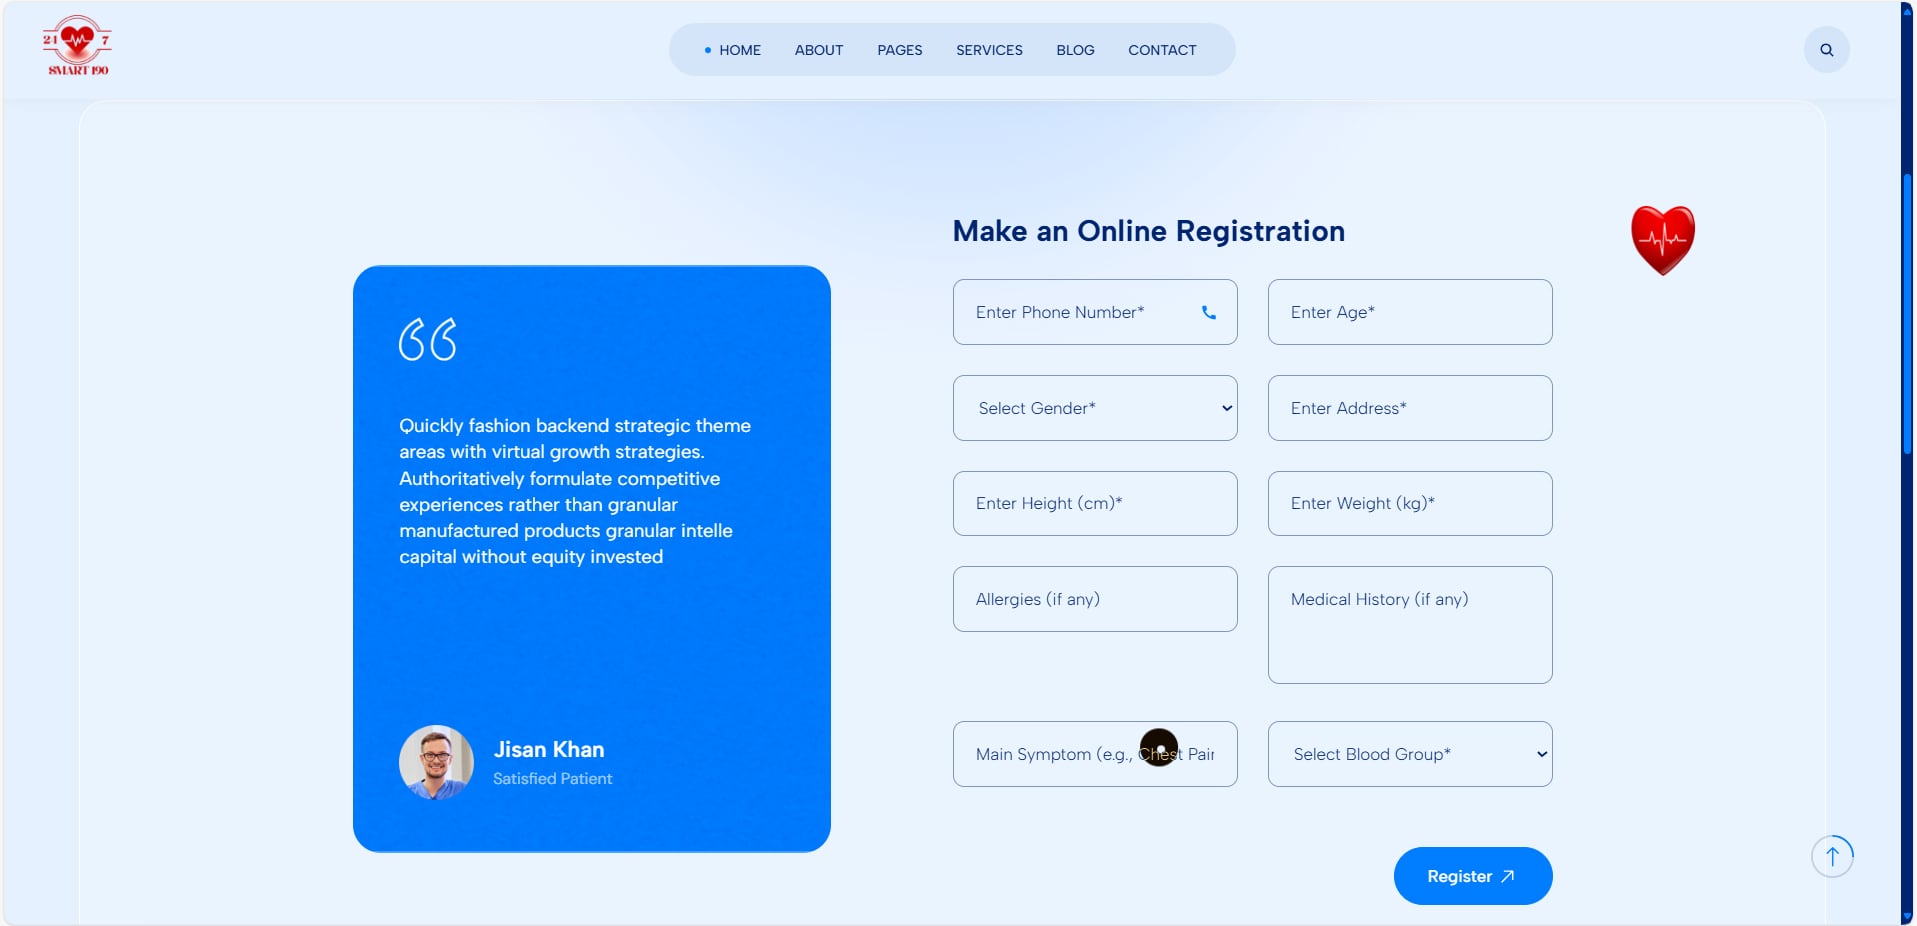 24 7
SMART 190
HOME
ABOUT
PAGES
SERVICES
BLOG
CONTACT
Make an Online Registration
Enter Phone Number*
Enter Age*
Select Gender*
Enter Address*
Enter Height (cm)*
Enter Weight (kg)*
Allergies (if any)
Medical History (if any)
Main Symptom (e.g., Chest Pain
Select Blood Group*
Register
Quickly fashion backend strategic theme
areas with virtual growth strategies.
Authoritatively formulate competitive
experiences rather than granular
manufactured products granular intelle
capital without equity invested
Jisan Khan
Satisfied Patient